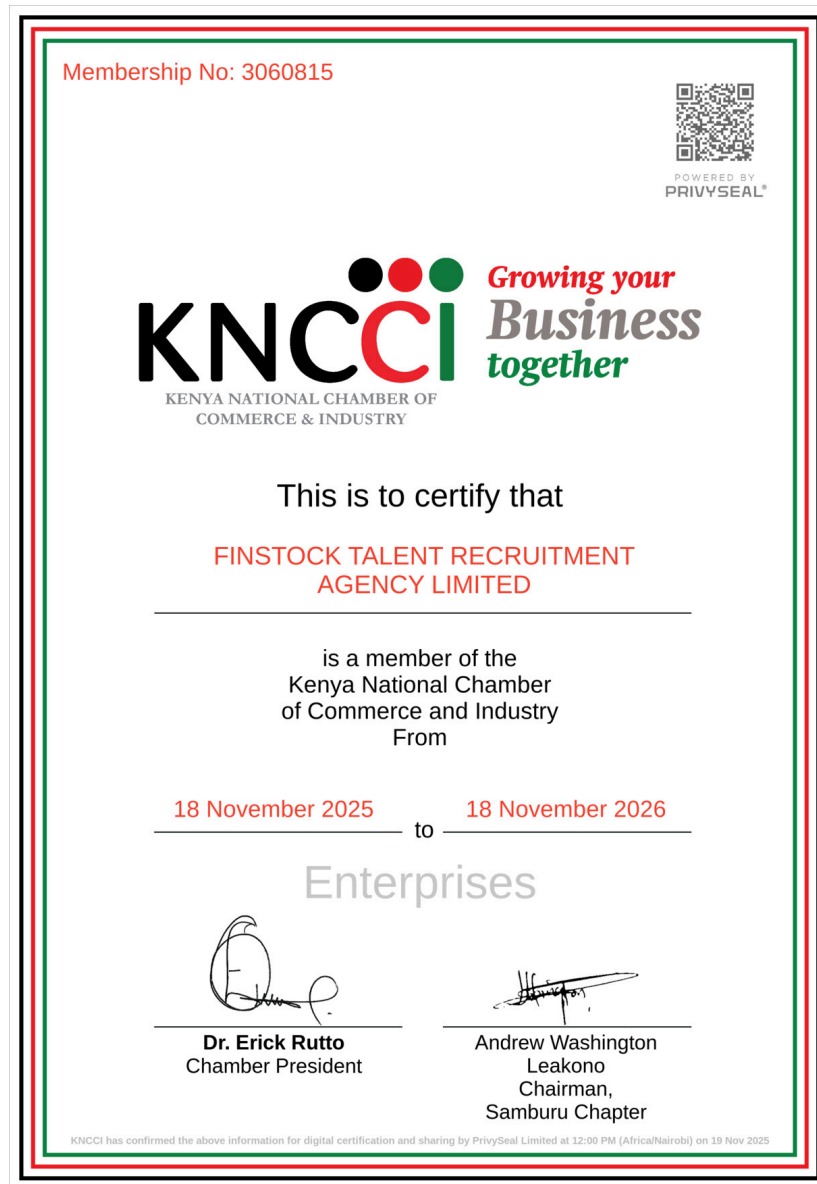 Membership No: 3060815
POWERED BY
PRIVYSEAL®
KNCCI
KENYA NATIONAL CHAMBER OF
COMMERCE & INDUSTRY
Growing your
Business
together
This is to certify that
FINSTOCK TALENT RECRUITMENT
AGENCY LIMITED
is a member of the
Kenya National Chamber
of Commerce and Industry
From
18 November 2025 to 18 November 2026
Enterprises
Dr. Erick Rutto
Chamber President
Andrew Washington
Leakono
Chairman,
Samburu Chapter
KNCCI has confirmed the above information for digital certification and sharing by PrivySeal Limited at 12:00 PM (Africa/Nairobi) on 19 Nov 2025